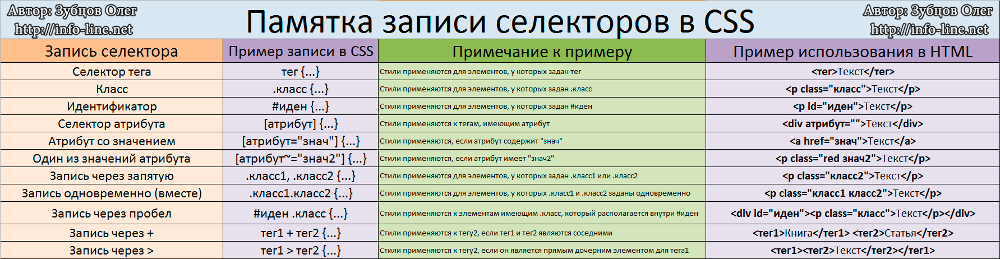 Автор: Зубцов Олег
http://info-line.net
Памятка записи селекторов в CSS
Автор: Зубцов Олег
http://info-line.net
Запись селектора Пример записи в CSS Примечание к примеру Пример использования в HTML
Селектор тега тег {...} Стили применяются для элементов, у которых задан тег <тег>Текст</тег>
Класс .класс {...} Стили применяются для элементов, у которых задан .класс <p class="класс">Текст</p>
Идентификатор #иден {...} Стили применяются для элементов, у которых задан #иден <p id="иден">Текст</p>
Селектор атрибута [атрибут] {...} Стили применяются к тегам, имеющим атрибут <div атрибут="">Текст</div>
Атрибут со значением [атрибут="знач"] {...} Стили применяются, если атрибут содержит "знач" <a href="знач">Текст</a>
Один из значений атрибута [атрибут~="знач2"] {...} Стили применяются, если атрибут имеет "знач2" <p class="red знач2">Текст</p>
Запись через запятую .класс1, .класс2 {...} Стили применяются для элементов, у которых задан .класс1 или .класс2 <p class="класс2">Текст</p>
Запись одновременно (вместе) .класс1.класс2 {...} Стили применяются для элементов, у которых .класс1 и .класс2 заданы одновременно <p class="класс1 класс2">Текст</p>
Запись через пробел #иден .класс {...} Стили применяются к элементам имеющим .класс, который располагается внутри #иден <div id="иден"><p class="класс">Текст</p></div>
Запись через + тег1 + тег2 {...} Стили применяются к тегу2, если тег1 и тег2 являются соседними <тег1>Книга</тег1> <тег2>Статья</тег2>
Запись через > тег1 > тег2 {...} Стили применяются к тегу2, если он является прямым дочерним элементом для тега1 <тег1><тег2>Текст</тег2></тег1>